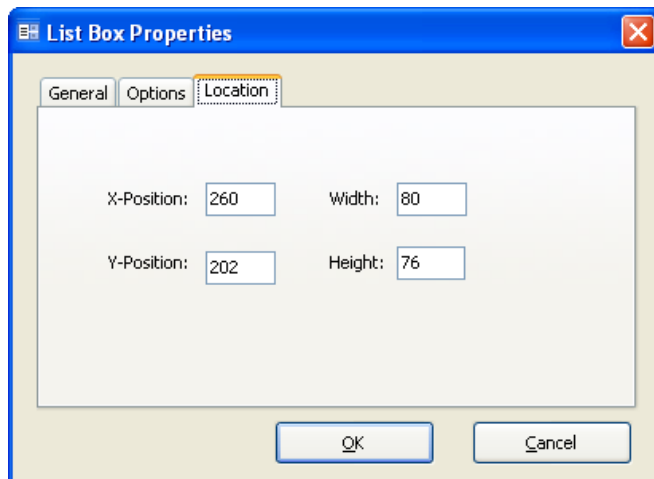 List Box Properties
General Options Location
X-Position: 260 Width: 80
Y-Position: 202 Height: 76
OK Cancel